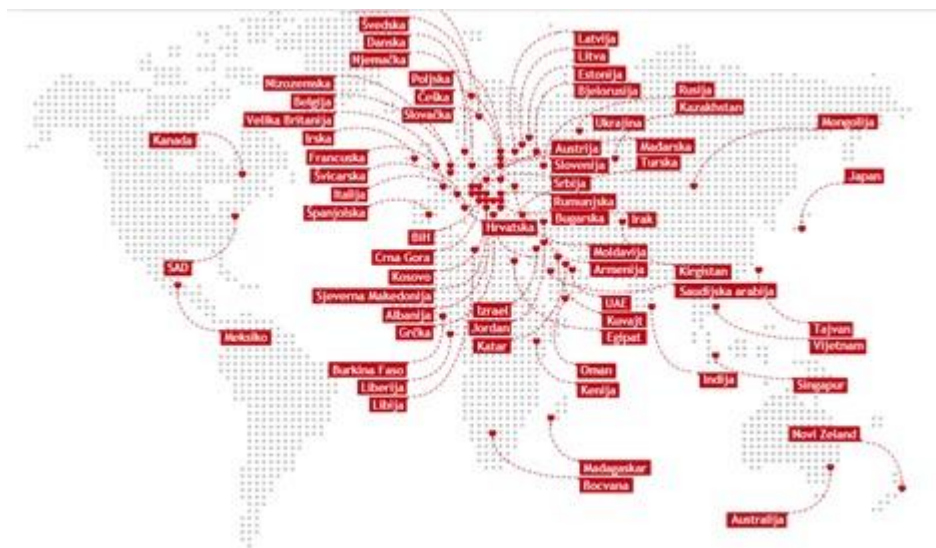 Švedska
Danska
Njemačka
Nizozemska
Belgija
Velika Britanija
Irska
Francuska
Švicarska
Italija
Španjolska
Poljska
Češka
Slovačka
Latvija
Litva
Estonija
Bjelorusija
Rusija
Kazakhstan
Ukrajina
Austrija
Mađarska
Slovenija
Turska
Srbija
Rumunjska
Bugarska
Irak
Hrvatska
Mongolija
Japan
Kanada
SAD
Meksiko
BiH
Crna Gora
Kosovo
Sjeverna Makedonija
Albanija
Grčka
Moldavija
Armenija
Kirgistan
Saudijska arabija
Izrael
Jordan
Katar
UAE
Kuvajt
Egipat
Burkina Faso
Liberija
Libija
Oman
Kenija
Indija
Tajvan
Vijetnam
Singapur
Novi Zeland
Madagaskar
Bocvana
Australija